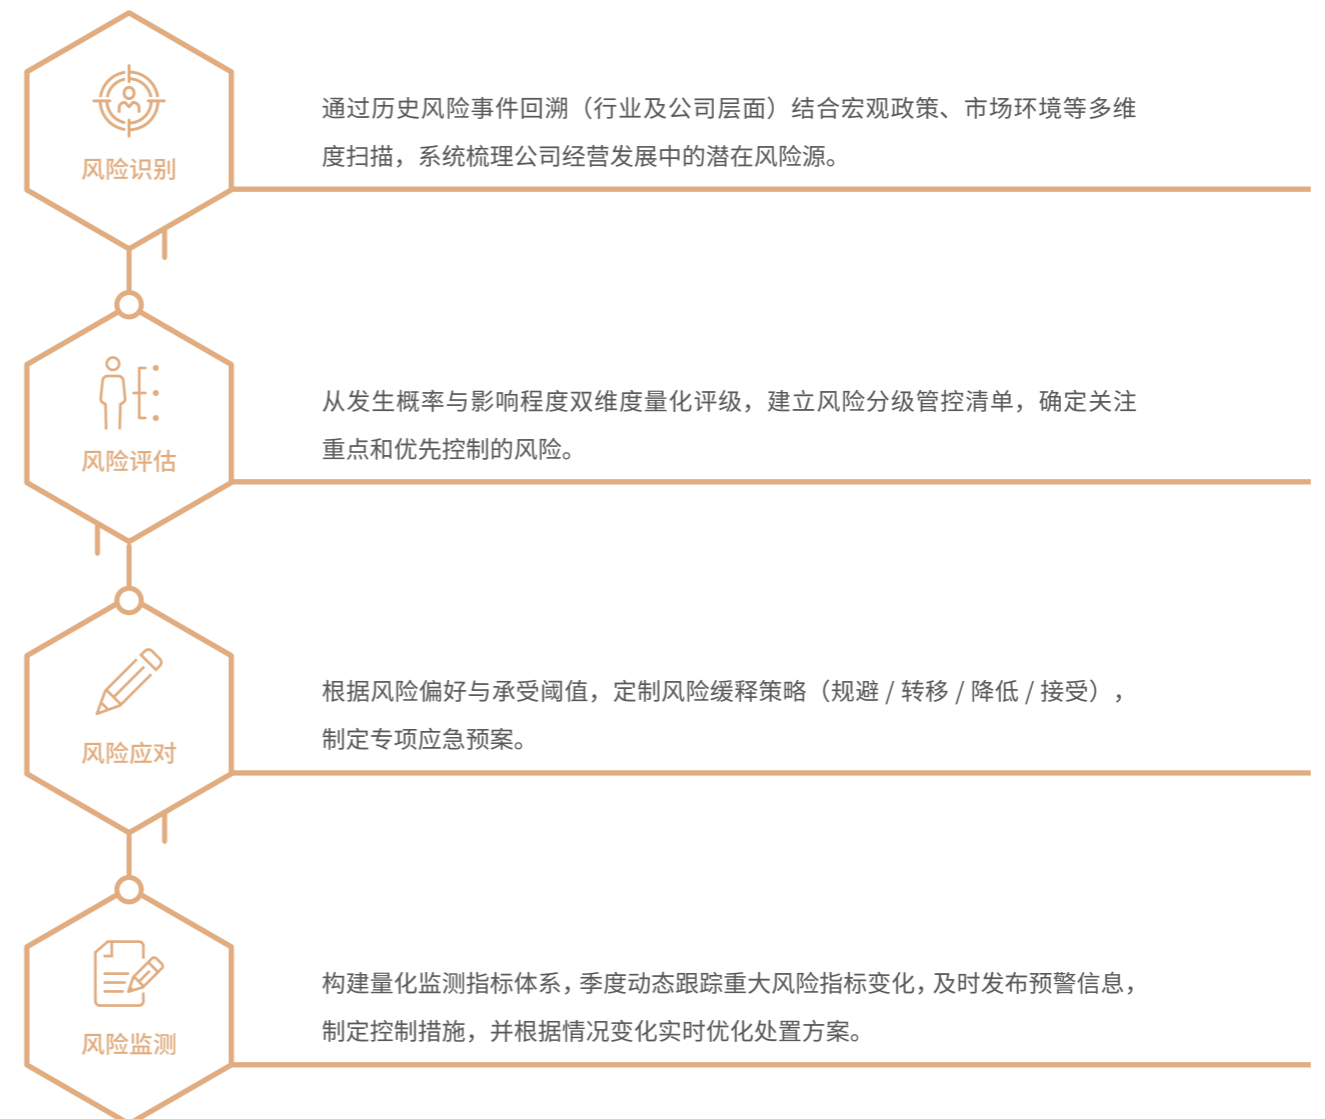 风险识别
通过历史风险事件回溯（行业及公司层面）结合宏观政策、市场环境等多维
度扫描，系统梳理公司经营发展中的潜在风险源。
风险评估
从发生概率与影响程度双维度量化评级，建立风险分级管控清单，确定关注
重点和优先控制的风险。
风险应对
根据风险偏好与承受阈值，定制风险缓释策略（规避 / 转移 / 降低 / 接受），
制定专项应急预案。
风险监测
构建量化监测指标体系，季度动态跟踪重大风险指标变化，及时发布预警信息，
制定控制措施，并根据情况变化实时优化处置方案。